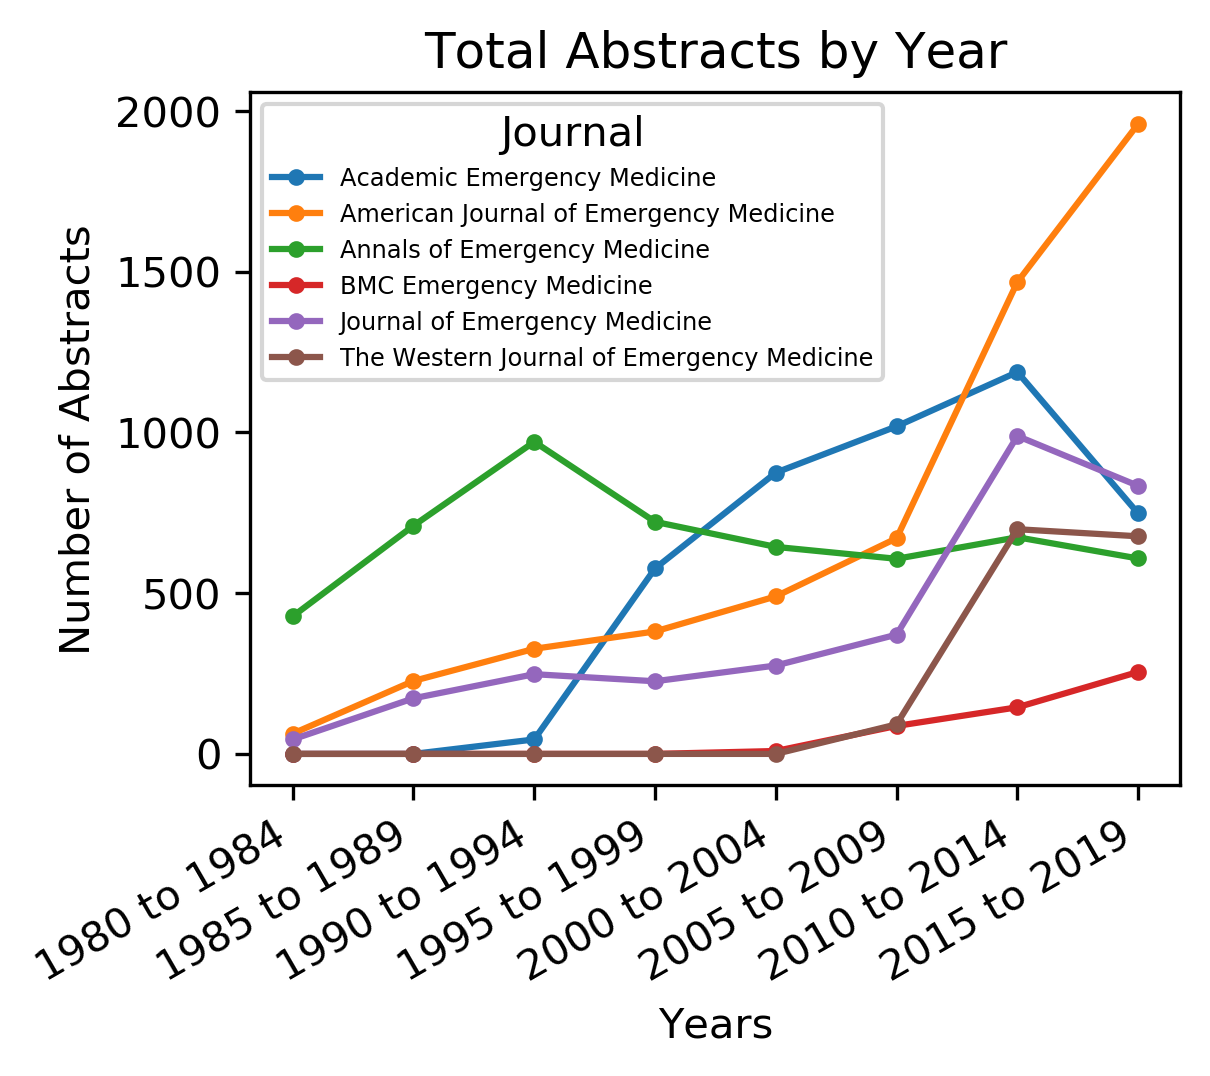 Total Abstracts by Year
2000
1500
1000
500
0
Number of Abstracts
Journal
Academic Emergency Medicine
American Journal of Emergency Medicine
Annals of Emergency Medicine
BMC Emergency Medicine
Journal of Emergency Medicine
The Western Journal of Emergency Medicine
1980 to 1984
1985 to 1989
1990 to 1994
1995 to 1999
2000 to 2004
2005 to 2009
2010 to 2014
2015 to 2019
Years